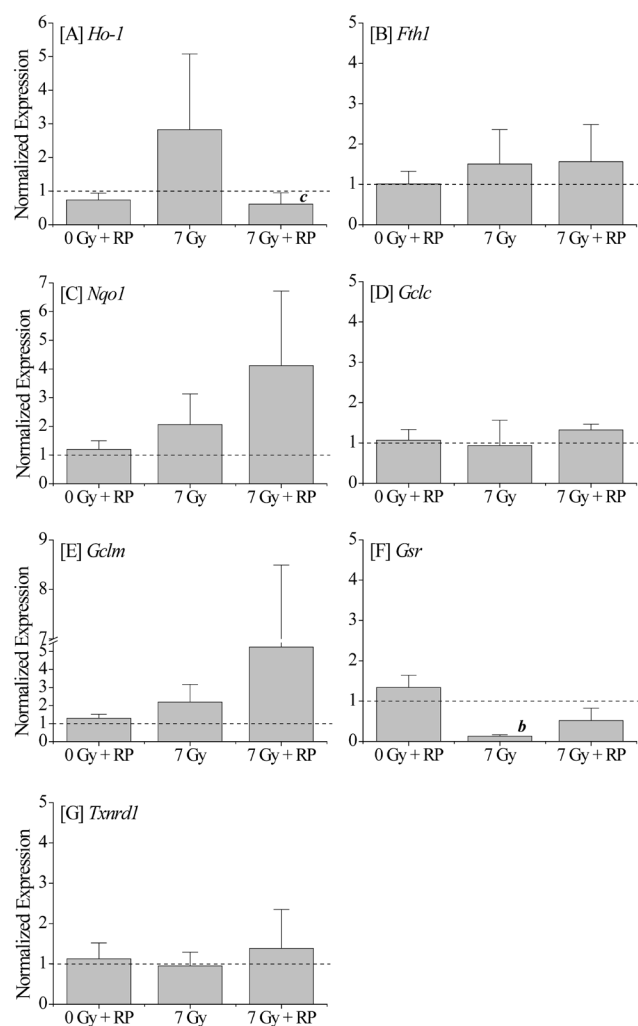 [A] Ho-1
Normalized Expression
6
5
4
3
2
1
0
c
0 Gy + RP 7 Gy 7 Gy + RP
[B] Fth1
5
4
3
2
1
0
0 Gy + RP 7 Gy 7 Gy + RP
[C] Nqo1
Normalized Expression
7
6
5
4
3
2
1
0
0 Gy + RP 7 Gy 7 Gy + RP
[D] Gclc
5
4
3
2
1
0
0 Gy + RP 7 Gy 7 Gy + RP
[E] Gclm
Normalized Expression
9
8
7
5
4
3
2
1
0
0 Gy + RP 7 Gy 7 Gy + RP
[F] Gsr
5
4
3
2
1
0
b
0 Gy + RP 7 Gy 7 Gy + RP
[G] Txnrd1
Normalized Expression
5
4
3
2
1
0
0 Gy + RP 7 Gy 7 Gy + RP